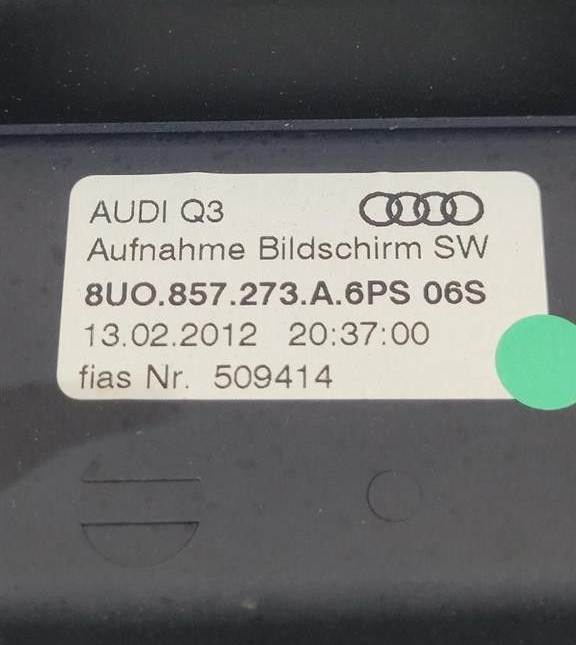 AUDI Q3
Aufnahme Bildschirm SW
8UO.857.273.A.6PS 06S
13.02.2012 20:37:00
fias Nr. 509414